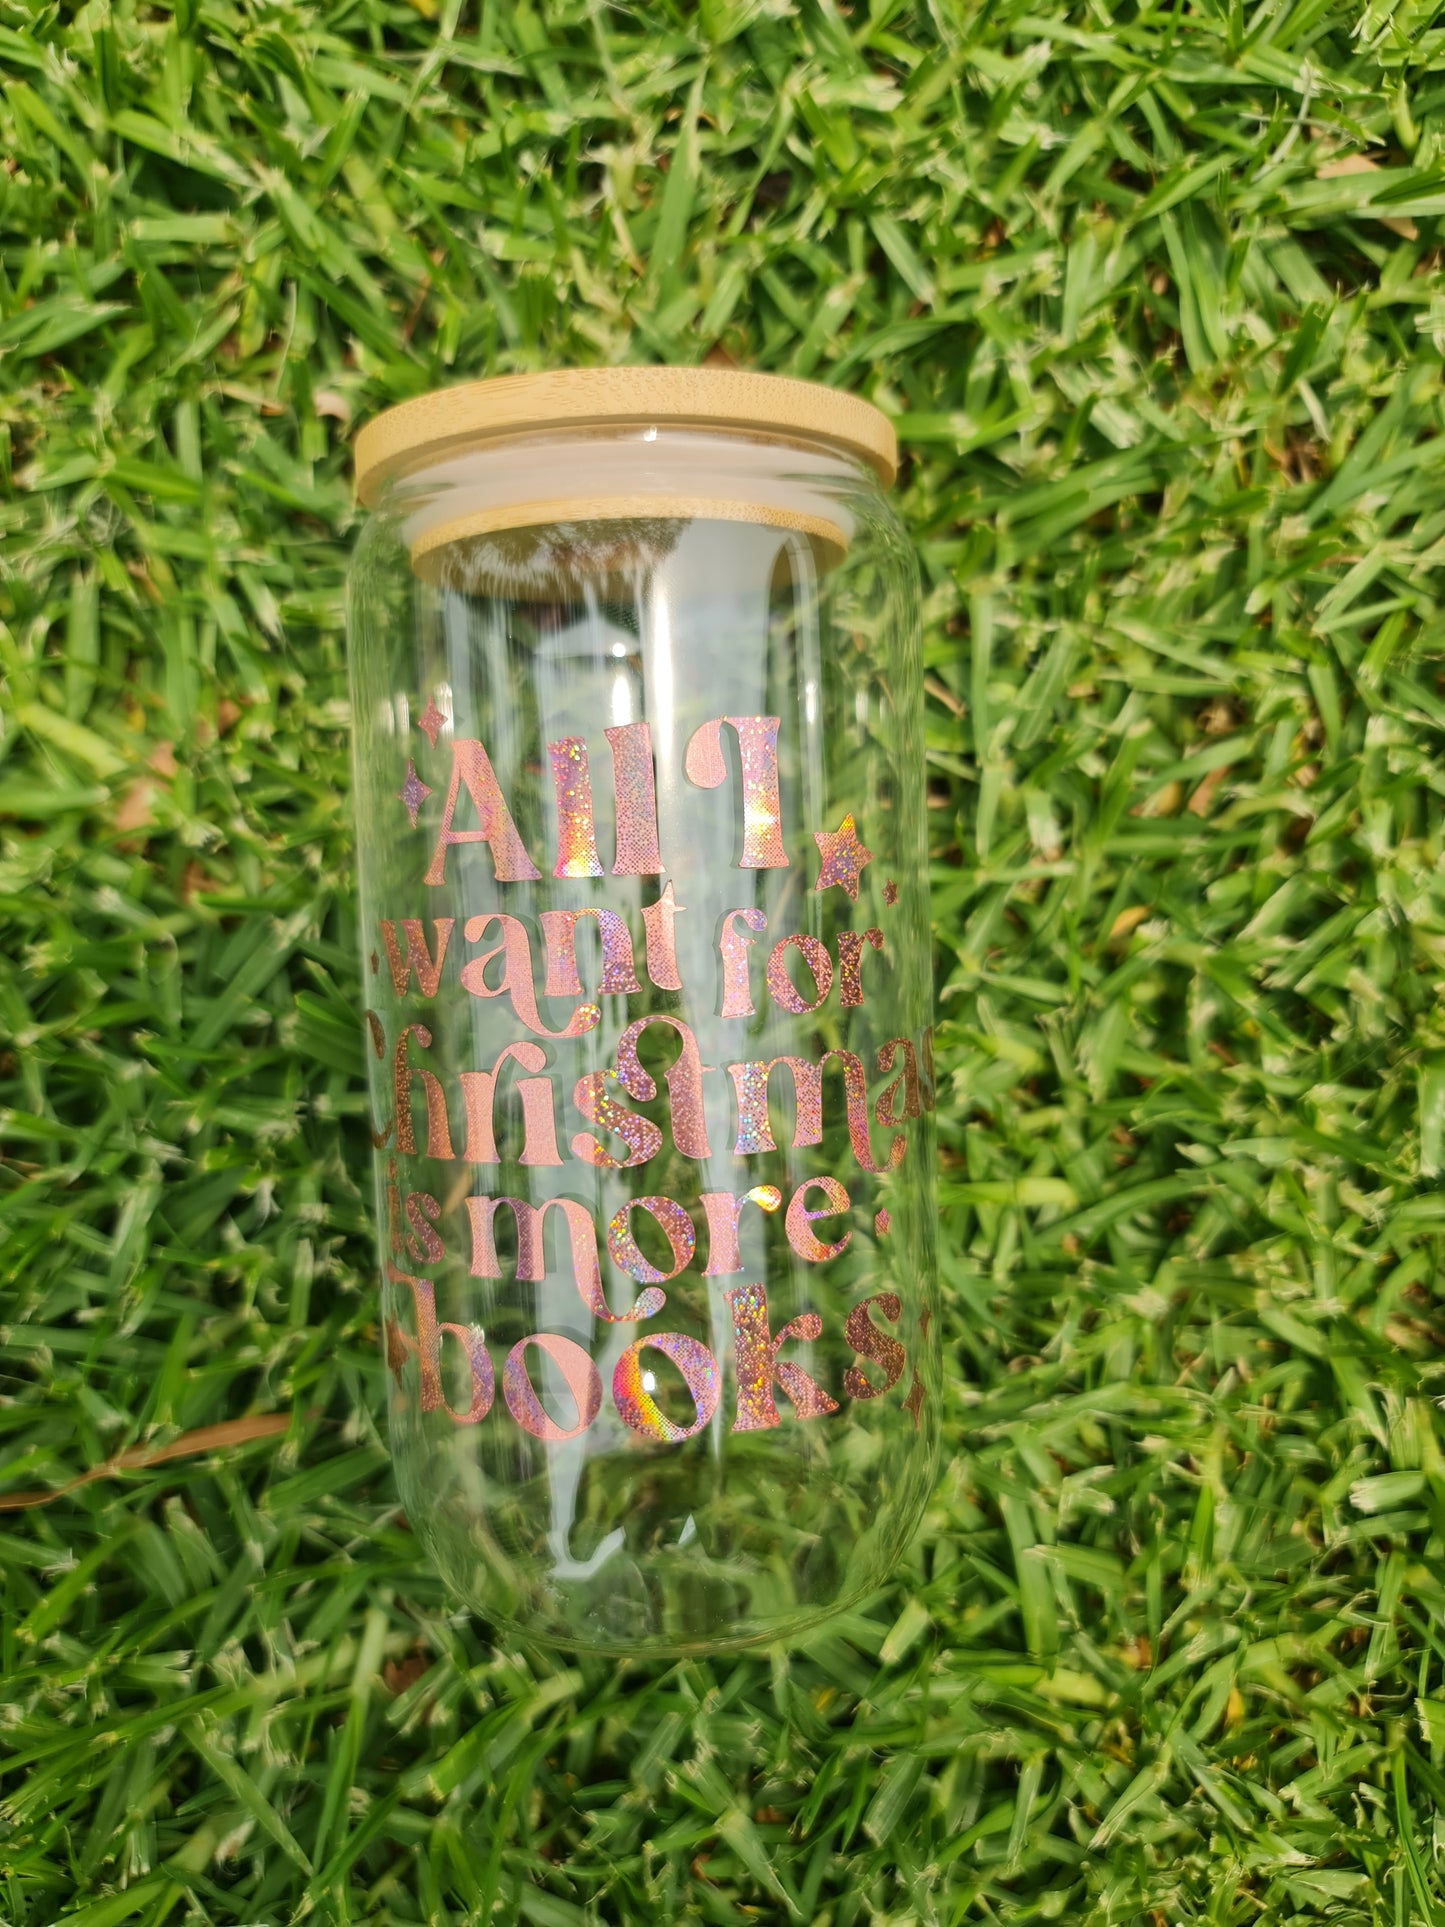 All I
want for
Christmas
is more
books